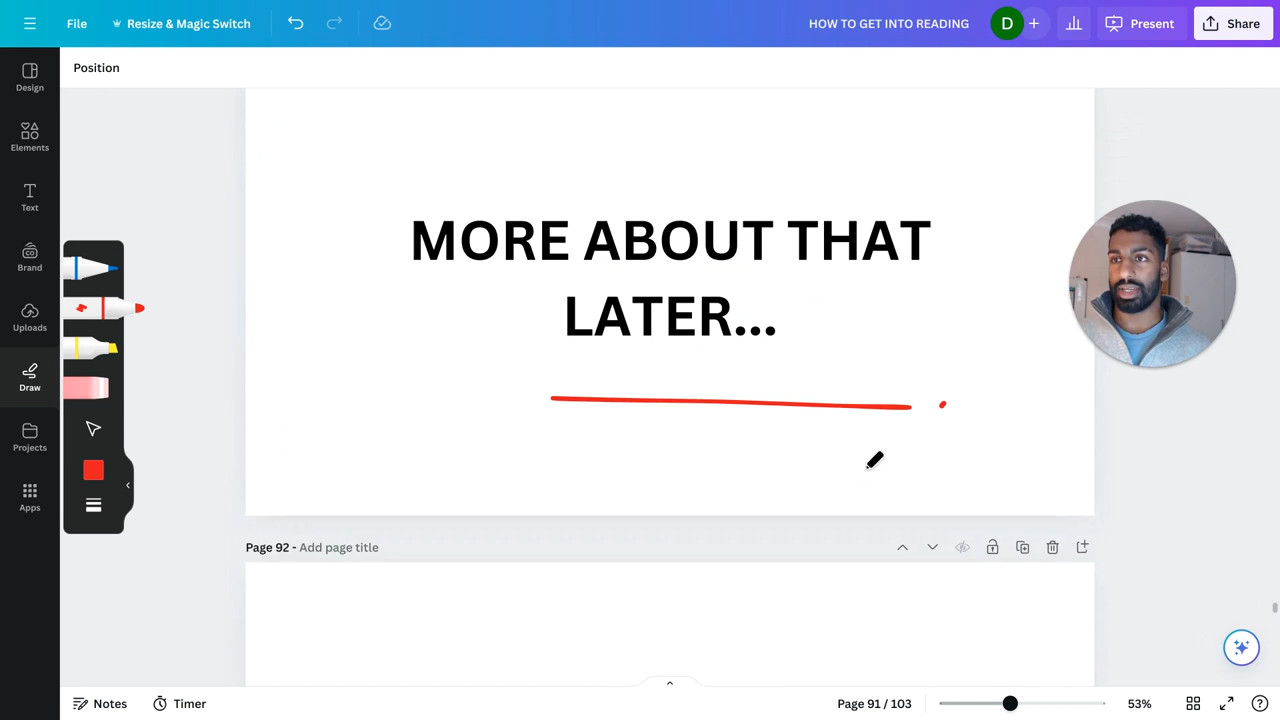 File
Resize & Magic Switch
HOW TO GET INTO READING
D
Present
Share
Position
Design
Elements
Text
Brand
Uploads
Draw
Projects
Apps
MORE ABOUT THAT
LATER...
Page 92 - Add page title
Notes
Timer
Page 91 / 103
53%